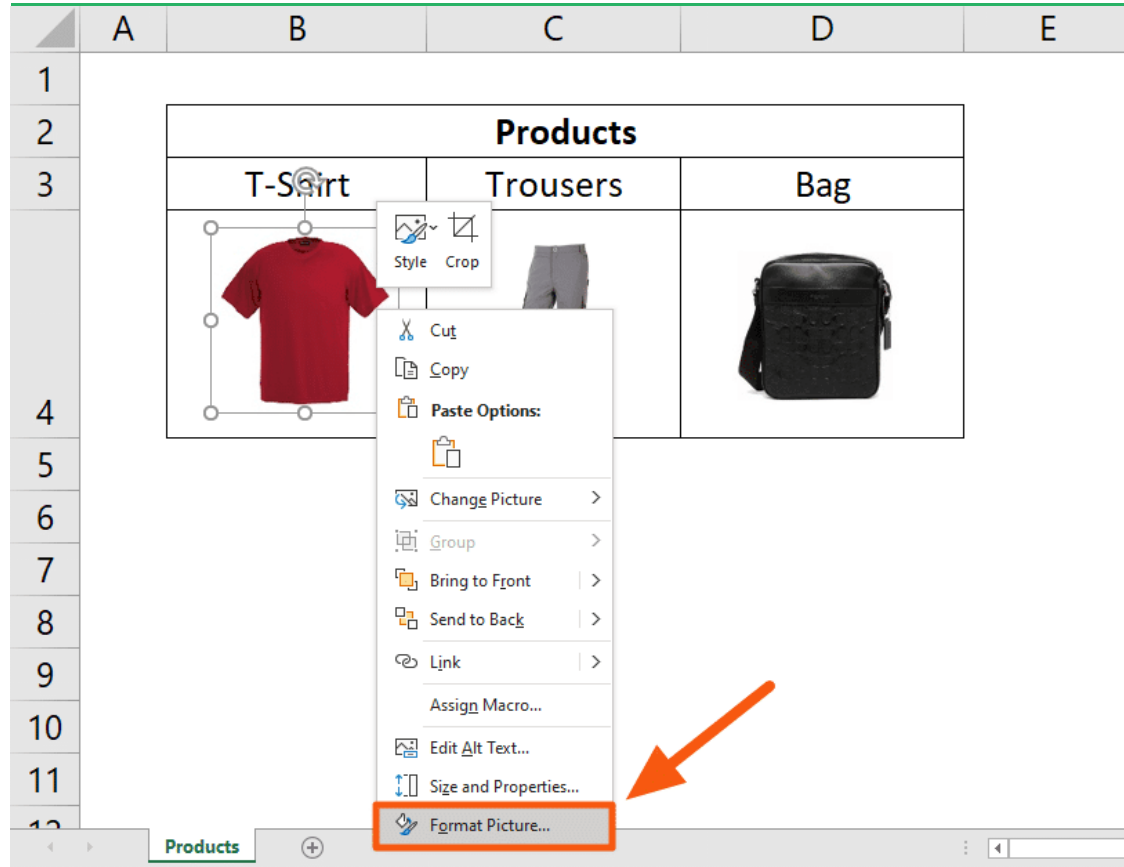 A B C D E
1
2 Products
3 T-Shirt Trousers Bag
Style Crop
Cut
Copy
4 Paste Options:
5
Change Picture
6
Group
7 Bring to Front
8 Send to Back
9 Link
10 Assign Macro...
Edit Alt Text...
11 Size and Properties...
12 Format Picture...
Products